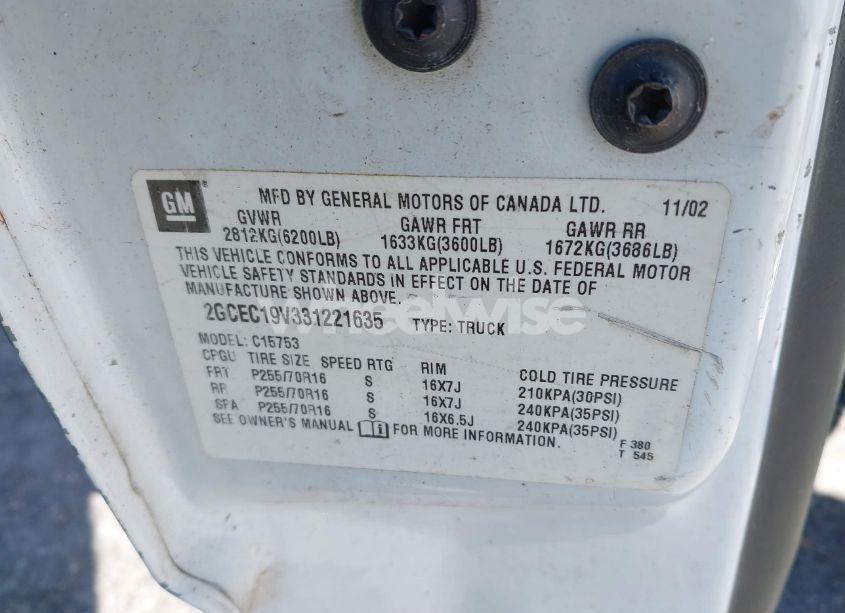 GM
MFD BY GENERAL MOTORS OF CANADA LTD. 11/02
GVWR GAWR FRT GAWR RR
2812KG(6200LB) 1633KG(3600LB) 1672KG(3686LB)
THIS VEHICLE CONFORMS TO ALL APPLICABLE U.S. FEDERAL MOTOR
VEHICLE SAFETY STANDARDS IN EFFECT ON THE DATE OF
MANUFACTURE SHOWN ABOVE.
2GCEC19V331221635 TYPE: TRUCK
MODEL: C15753
CPGU TIRE SIZE SPEED RTG RIM COLD TIRE PRESSURE
FRT P255/70R16 S 16X7J 210KPA(30PSI)
RR P255/70R16 S 16X7J 240KPA(35PSI)
SPA P255/70R16 S 16X6.5J 240KPA(35PSI)
SEE OWNER'S MANUAL FOR MORE INFORMATION.
F 380
T 545
wheelwise